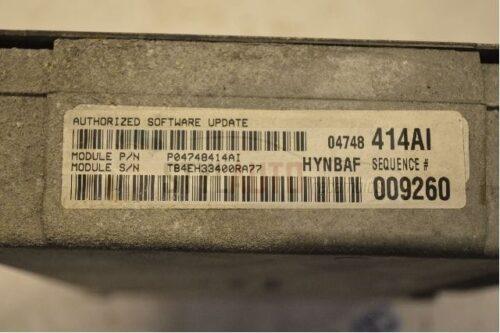 AUTHORIZED SOFTWARE UPDATE
04748 414AI
MODULE P/N P04748414AI
HYNBAF SEQUENCE #
MODULE S/N TB4EH33400RA77
009260